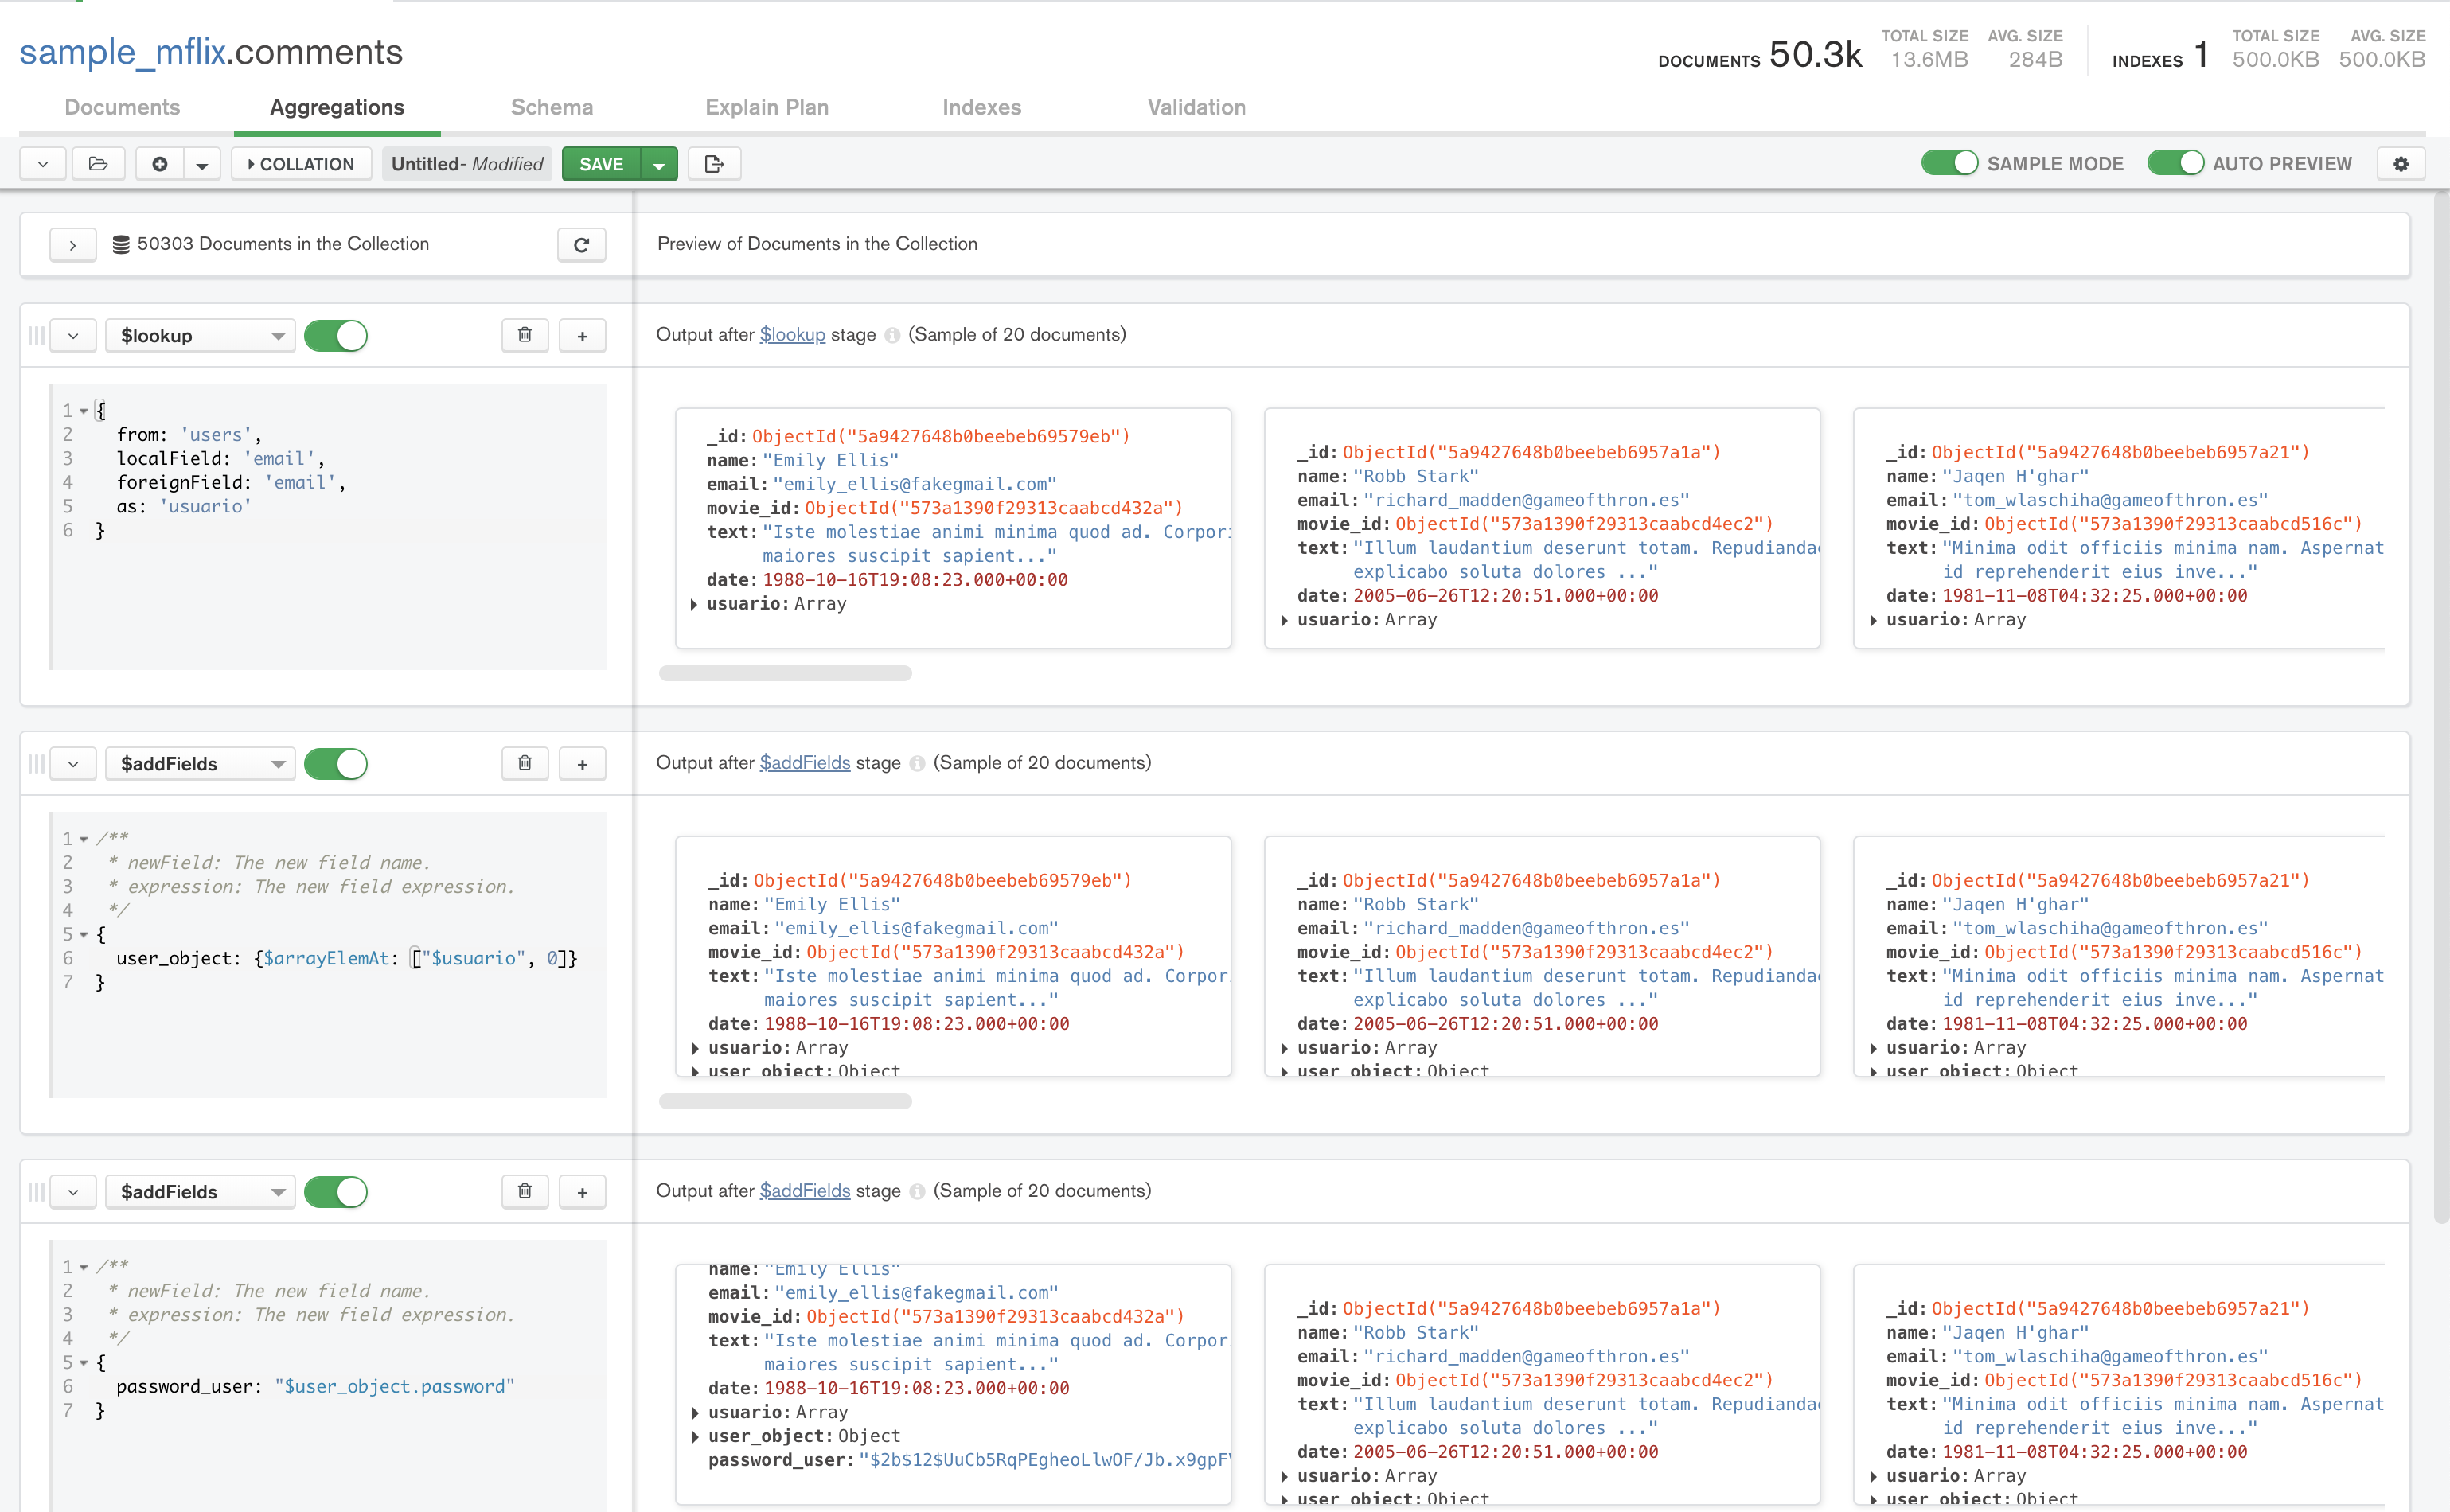 sample_mflix.comments
DOCUMENTS 50.3k
TOTAL SIZE 13.6MB
AVG. SIZE 284B
INDEXES 1
TOTAL SIZE 500.0KB
AVG. SIZE 500.0KB
Documents Aggregations Schema Explain Plan Indexes Validation
COLLATION Untitled- Modified SAVE SAMPLE MODE AUTO PREVIEW
50303 Documents in the Collection
Preview of Documents in the Collection
$lookup
Output after $lookup stage (Sample of 20 documents)
1 {
2 from: 'users',
3 localField: 'email',
4 foreignField: 'email',
5 as: 'usuario'
6 }
_id: ObjectId("5a9427648b0beebeb69579eb")
name: "Emily Ellis"
email: "emily_ellis@fakegmail.com"
movie_id: ObjectId("573a1390f29313caabcd432a")
text: "Iste molestiae animi minima quod ad. Corpor
maiores suscipit sapient..."
date: 1988-10-16T19:08:23.000+00:00
usuario: Array
_id: ObjectId("5a9427648b0beebeb6957a1a")
name: "Robb Stark"
email: "richard_madden@gameofthron.es"
movie_id: ObjectId("573a1390f29313caabcd4ec2")
text: "Illum laudantium deserunt totam. Repudianda
explicabo soluta dolores ..."
date: 2005-06-26T12:20:51.000+00:00
usuario: Array
_id: ObjectId("5a9427648b0beebeb6957a21")
name: "Jaqen H'ghar"
email: "tom_wlaschiha@gameofthron.es"
movie_id: ObjectId("573a1390f29313caabcd516c")
text: "Minima odit officiis minima nam. Aspernat
id reprehenderit eius inve..."
date: 1981-11-08T04:32:25.000+00:00
usuario: Array
$addFields
Output after $addFields stage (Sample of 20 documents)
1 /**
2 * newField: The new field name.
3 * expression: The new field expression.
4 */
5 {
6 user_object: {$arrayElemAt: ["$usuario", 0]}
7 }
_id: ObjectId("5a9427648b0beebeb69579eb")
name: "Emily Ellis"
email: "emily_ellis@fakegmail.com"
movie_id: ObjectId("573a1390f29313caabcd432a")
text: "Iste molestiae animi minima quod ad. Corpor
maiores suscipit sapient..."
date: 1988-10-16T19:08:23.000+00:00
usuario: Array
user_object: Object
_id: ObjectId("5a9427648b0beebeb6957a1a")
name: "Robb Stark"
email: "richard_madden@gameofthron.es"
movie_id: ObjectId("573a1390f29313caabcd4ec2")
text: "Illum laudantium deserunt totam. Repudianda
explicabo soluta dolores ..."
date: 2005-06-26T12:20:51.000+00:00
usuario: Array
user_object: Object
_id: ObjectId("5a9427648b0beebeb6957a21")
name: "Jaqen H'ghar"
email: "tom_wlaschiha@gameofthron.es"
movie_id: ObjectId("573a1390f29313caabcd516c")
text: "Minima odit officiis minima nam. Aspernat
id reprehenderit eius inve..."
date: 1981-11-08T04:32:25.000+00:00
usuario: Array
user_object: Object
$addFields
Output after $addFields stage (Sample of 20 documents)
1 /**
2 * newField: The new field name.
3 * expression: The new field expression.
4 */
5 {
6 password_user: "$user_object.password"
7 }
name: "Emily Ellis"
email: "emily_ellis@fakegmail.com"
movie_id: ObjectId("573a1390f29313caabcd432a")
text: "Iste molestiae animi minima quod ad. Corpor
maiores suscipit sapient..."
date: 1988-10-16T19:08:23.000+00:00
usuario: Array
user_object: Object
password_user: "$2b$12$UuCb5RqPEgheoLlwOF/Jb.x9gpF
_id: ObjectId("5a9427648b0beebeb6957a1a")
name: "Robb Stark"
email: "richard_madden@gameofthron.es"
movie_id: ObjectId("573a1390f29313caabcd4ec2")
text: "Illum laudantium deserunt totam. Repudianda
explicabo soluta dolores ..."
date: 2005-06-26T12:20:51.000+00:00
usuario: Array
user_object: Object
_id: ObjectId("5a9427648b0beebeb6957a21")
name: "Jaqen H'ghar"
email: "tom_wlaschiha@gameofthron.es"
movie_id: ObjectId("573a1390f29313caabcd516c")
text: "Minima odit officiis minima nam. Aspernat
id reprehenderit eius inve..."
date: 1981-11-08T04:32:25.000+00:00
usuario: Array
user_object: Object